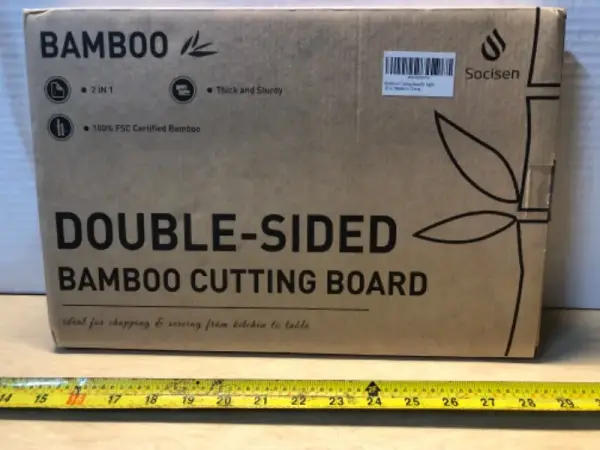 BAMBOO
Socisen
• 2 IN 1
• Thick and Sturdy
• 100% FSC Certified Bamboo
DOUBLE-SIDED
BAMBOO CUTTING BOARD
ideal for chopping & serving from kitchen to table
14 15 16 17 18 19 20 21 22 23 24 25 26 27 28 29